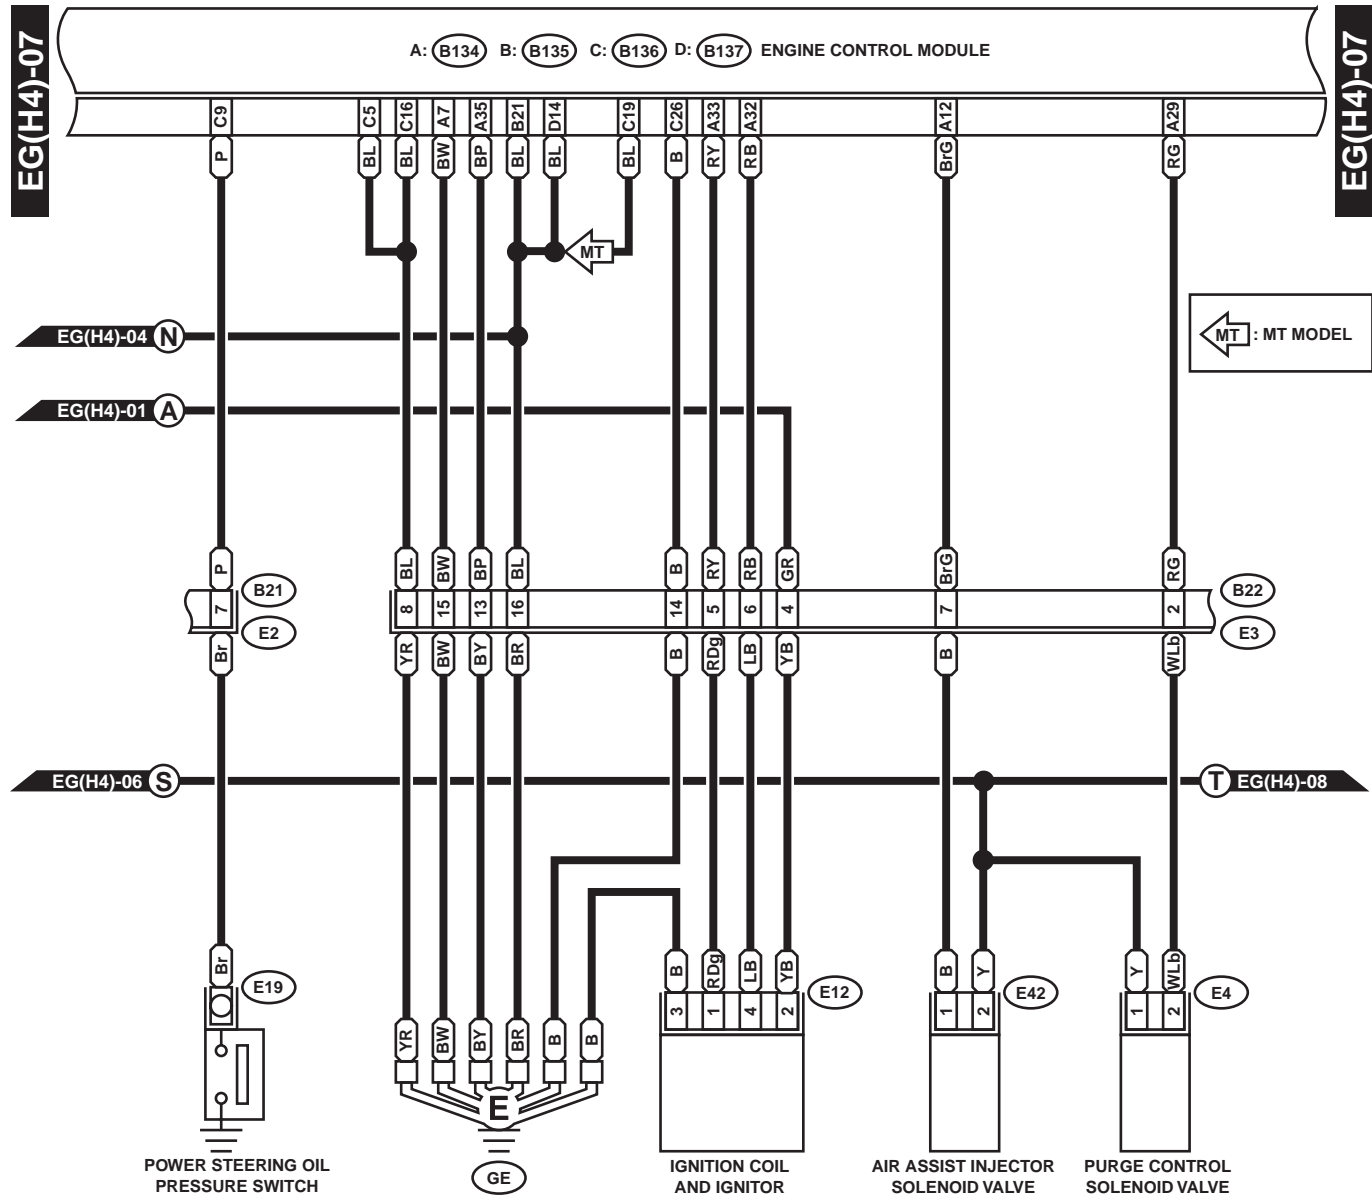 EG(H4)-07
EG(H4)-07
A: B134 B: B135 C: B136 D: B137 ENGINE CONTROL MODULE
C9 C5 C16 A7 A35 B21 D14 C19 C26 A33 A32 A12 A29
P BL BL BW BP BL BL BL B RY RB BrG RG
MT
EG(H4)-04 N
MT : MT MODEL
EG(H4)-01 A
P BL BW BP BL B RY RB GR BrG RG
B21 B22
7 8 15 13 16 14 5 6 4 7 2
E2 E3
Br YR BW BY BR B RDg LB YB B WLb
EG(H4)-06 S
T EG(H4)-08
Br B RDg LB YB B Y Y WLb
E19 E12 E42 E4
3 1 4 2 1 2 1 2
YR BW BY BR B B
E
GE
POWER STEERING OIL
PRESSURE SWITCH
IGNITION COIL
AND IGNITOR
AIR ASSIST INJECTOR
SOLENOID VALVE
PURGE CONTROL
SOLENOID VALVE